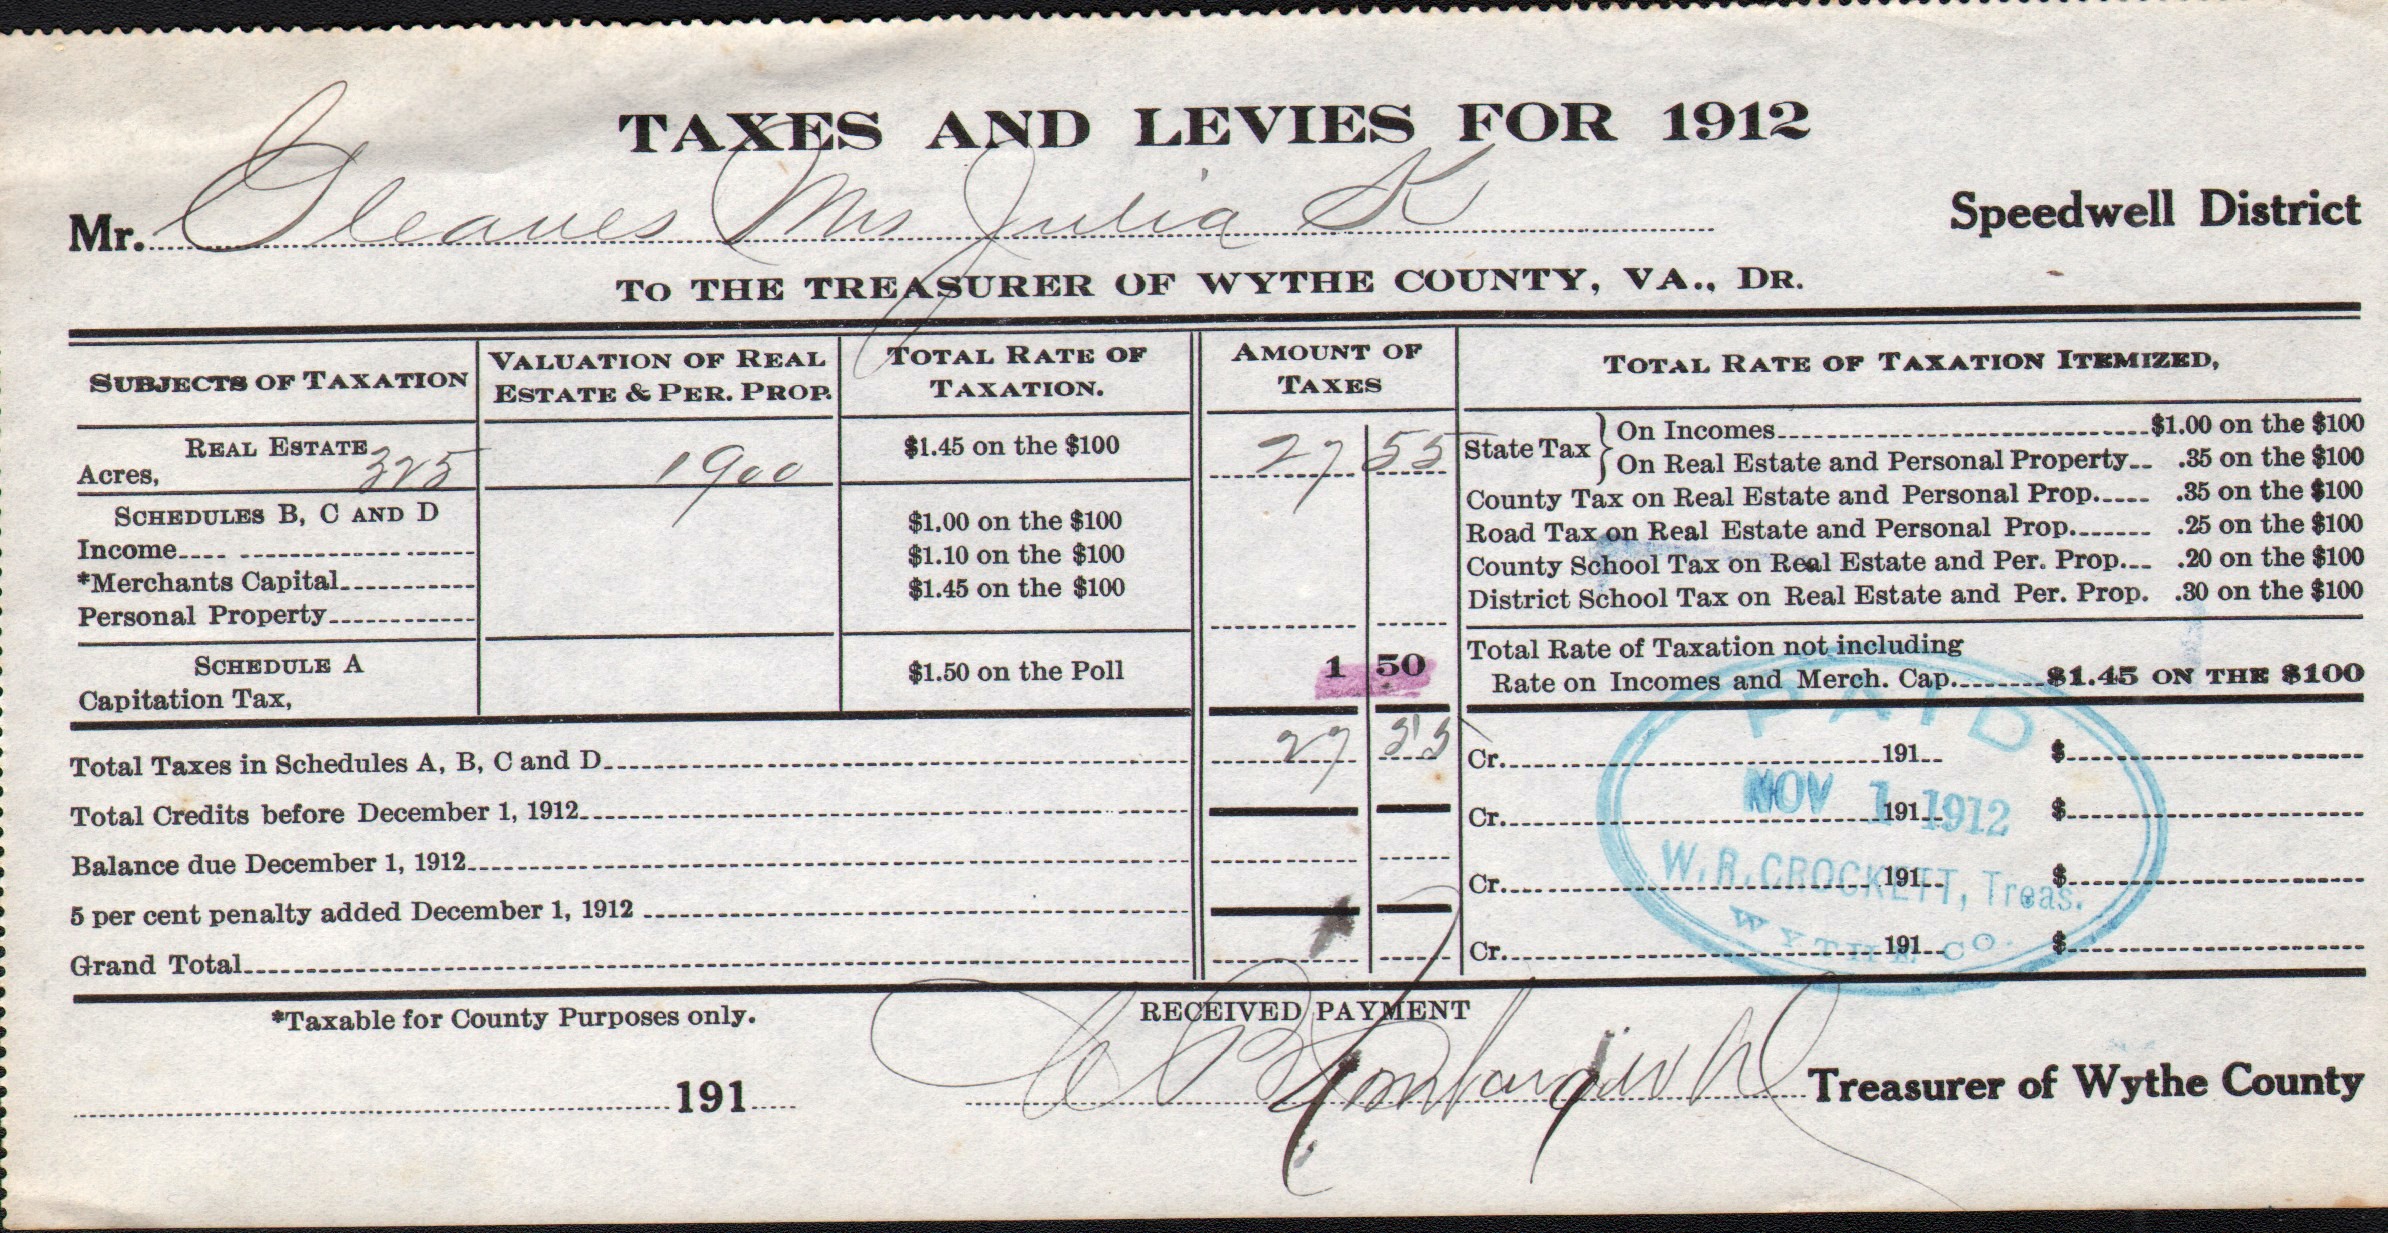 TAXES AND LEVIES FOR 1912
Mr. Gleaves Mrs Julia K
Speedwell District
TO THE TREASURER OF WYTHE COUNTY, VA., DR.
SUBJECTS OF TAXATION
VALUATION OF REAL ESTATE & PER. PROP.
TOTAL RATE OF TAXATION.
AMOUNT OF TAXES
TOTAL RATE OF TAXATION ITEMIZED,
REAL ESTATE
Acres, 325
1900
$1.45 on the $100
27 55
SCHEDULES B, C AND D
Income
$1.00 on the $100
*Merchants Capital
$1.10 on the $100
Personal Property
$1.45 on the $100
SCHEDULE A
Capitation Tax,
$1.50 on the Poll
1 50
State Tax
On Incomes $1.00 on the $100
On Real Estate and Personal Property .35 on the $100
County Tax on Real Estate and Personal Prop. .35 on the $100
Road Tax on Real Estate and Personal Prop. .25 on the $100
County School Tax on Real Estate and Per. Prop. .20 on the $100
District School Tax on Real Estate and Per. Prop. .30 on the $100
Total Rate of Taxation not including
Rate on Incomes and Merch. Cap. $1.45 ON THE $100
Total Taxes in Schedules A, B, C and D 27 55
Total Credits before December 1, 1912
Balance due December 1, 1912
5 per cent penalty added December 1, 1912
Grand Total
Cr. 191 $
Cr. 191 $
Cr. 191 $
Cr. 191 $
PAID
NOV 1 1912
W. R. CROCKETT, Treas.
WYTHE CO.
*Taxable for County Purposes only.
RECEIVED PAYMENT
191
Treasurer of Wythe County